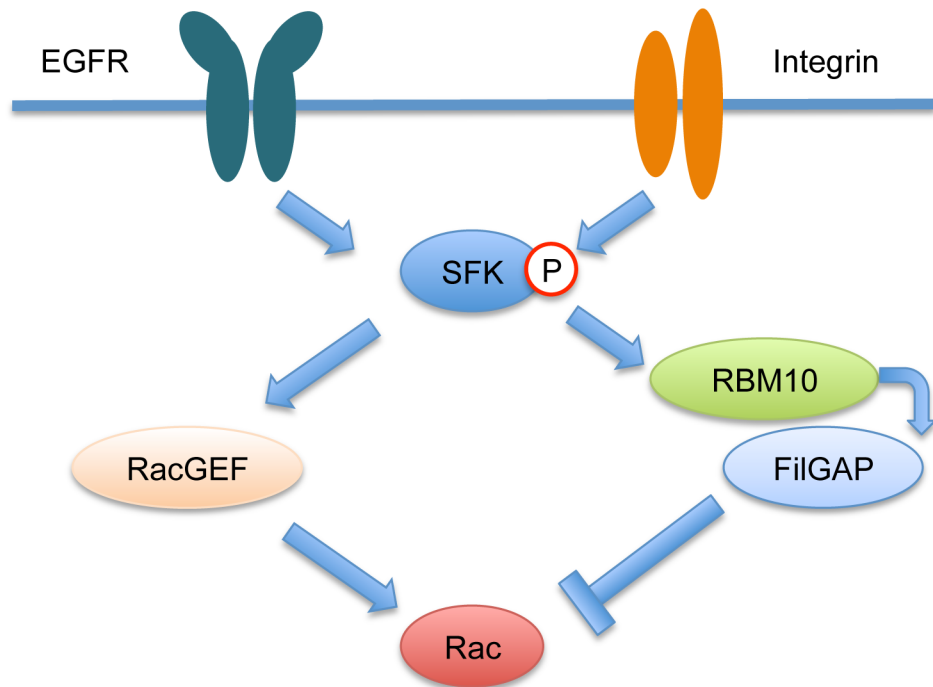 EGFR
Integrin
SFK
P
RBM10
RacGEF
FilGAP
Rac